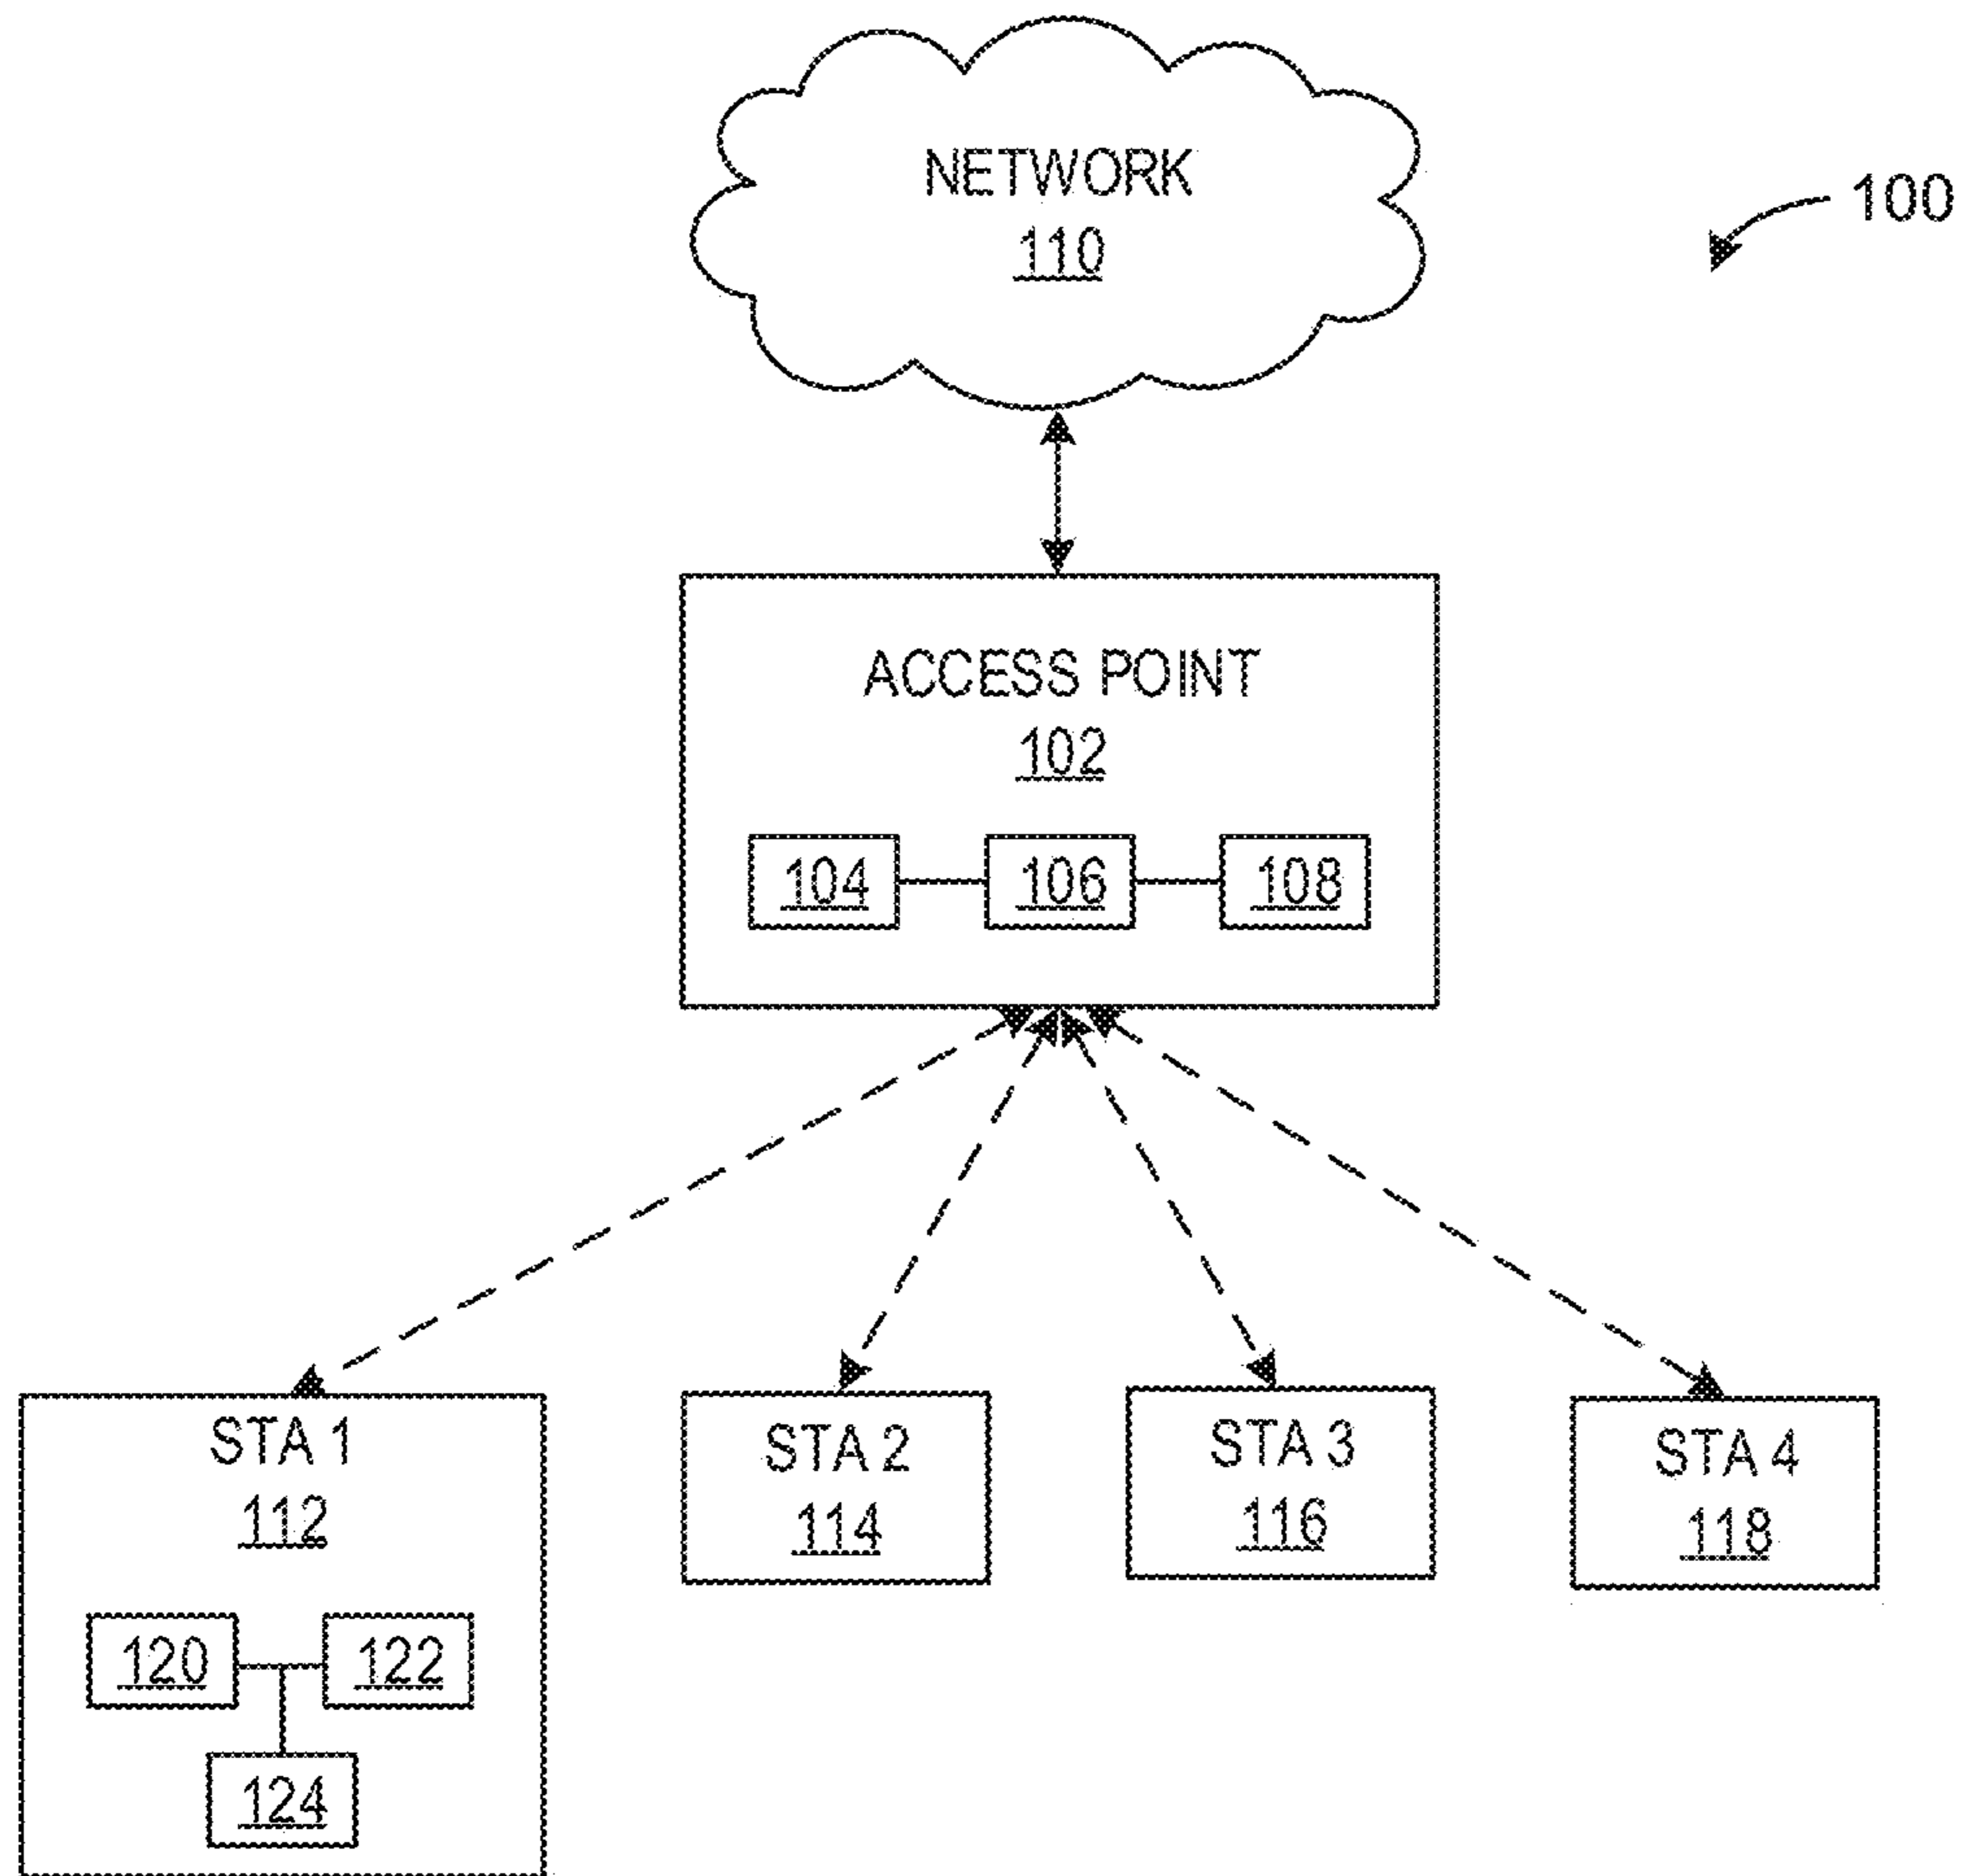 NETWORK
110
100
ACCESS POINT
102
104 106 108
STA 1
112
STA 2
114
STA 3
116
STA 4
118
120 122
124